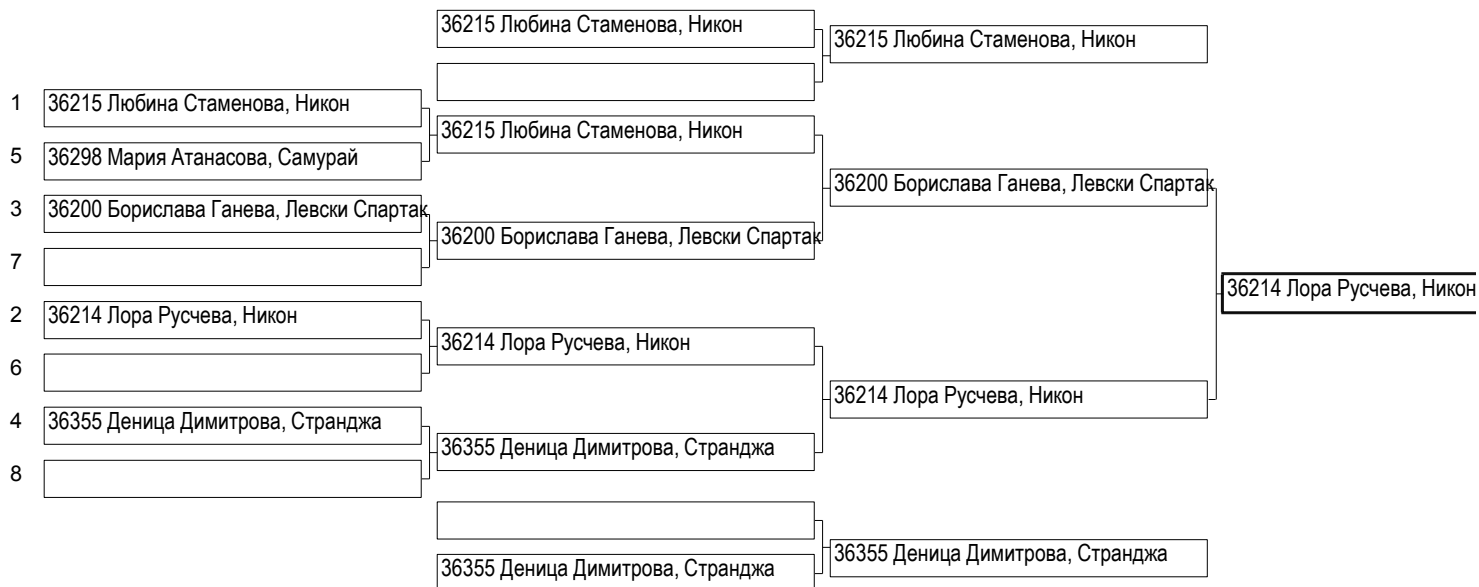 36215 Любина Стаменова, Никон
36215 Любина Стаменова, Никон
1 36215 Любина Стаменова, Никон
36215 Любина Стаменова, Никон
5 36298 Мария Атанасова, Самурай
36200 Борислава Ганева, Левски Спартак
3 36200 Борислава Ганева, Левски Спартак
36200 Борислава Ганева, Левски Спартак
7
36214 Лора Русчева, Никон
2 36214 Лора Русчева, Никон
36214 Лора Русчева, Никон
6
36214 Лора Русчева, Никон
4 36355 Деница Димитрова, Странджа
36355 Деница Димитрова, Странджа
8
36355 Деница Димитрова, Странджа
36355 Деница Димитрова, Странджа